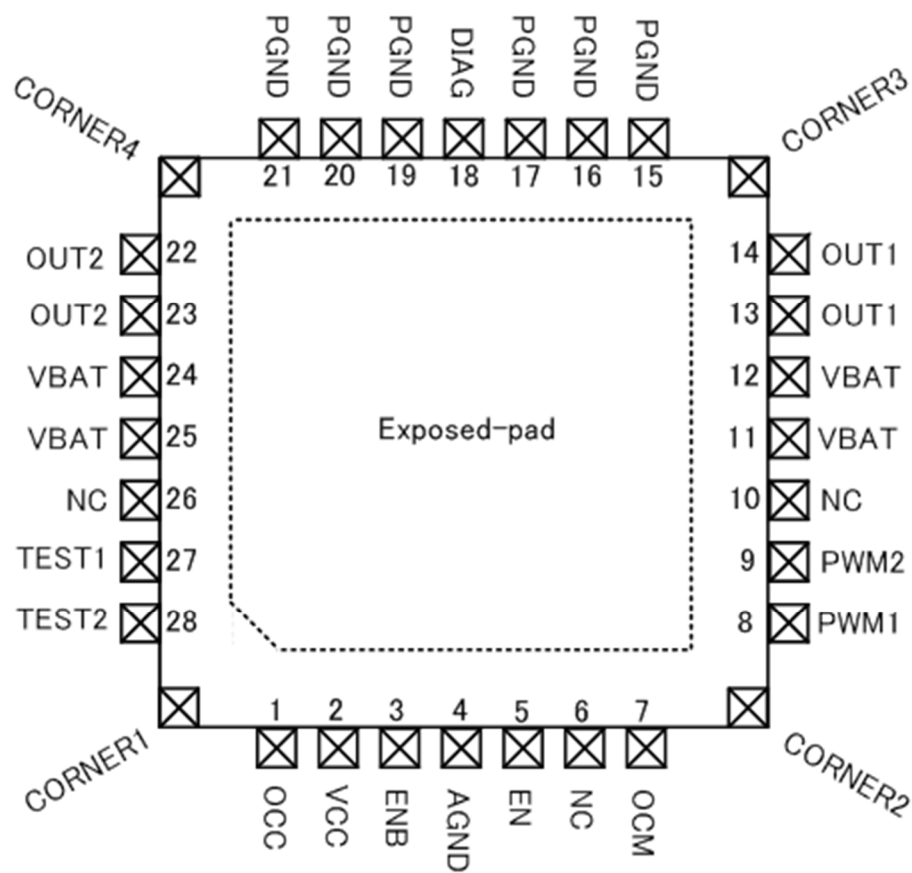 PGND PGND PGND DIAG PGND PGND PGND
CORNER4 CORNER3
21 20 19 18 17 16 15
OUT2 22 14 OUT1
OUT2 23 13 OUT1
VBAT 24 12 VBAT
VBAT 25 11 VBAT
Exposed-pad
NC 26 10 NC
TEST1 27 9 PWM2
TEST2 28 8 PWM1
1 2 3 4 5 6 7
CORNER1 CORNER2
OCC VCC ENB AGND EN NC OCM